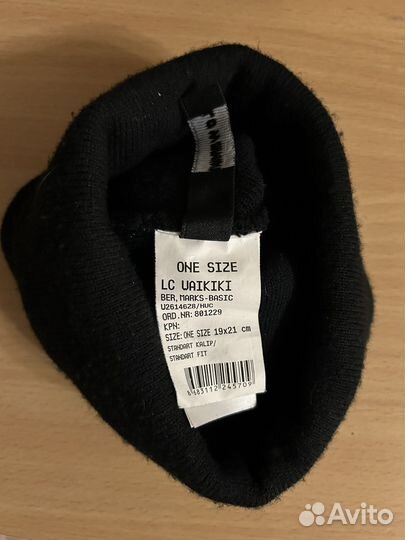 ONE SIZE
LC WAIKIKI
BER,MARKS-BASIC
W2614628/HUC
ORD.NR:801229
KPN:
SIZE:ONE SIZE 19x21 cm
STANDART KALIP/
STANDART FIT
Avito